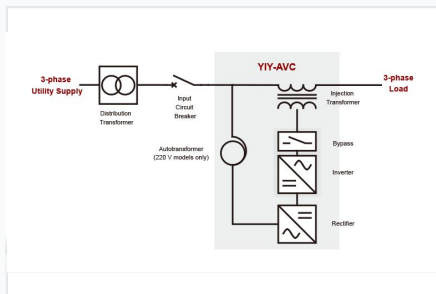 YIY-AVC
3-phase
Utility Supply
3-phase
Load
Distribution
Transformer
Input
Circuit
Breaker
Injection
Transformer
Autotransformer
(220 V models only)
Bypass
Inverter
Rectifier